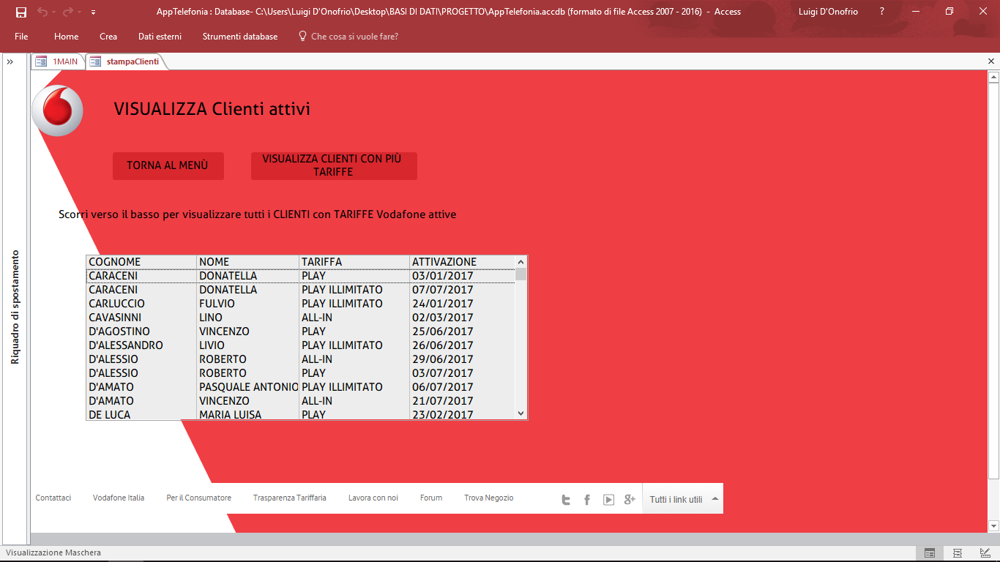 AppTelefonia : Database- C:\Users\Luigi D'Onofrio\Desktop\BASI DI DATI\PROGETTO\AppTelefonia.accdb (formato di file Access 2007 - 2016) - Access
Luigi D'Onofrio ?
File Home Crea Dati esterni Strumenti database Che cosa si vuole fare?
1MAIN stampaClienti
Riquadro di spostamento
VISUALIZZA Clienti attivi
TORNA AL MENÙ
VISUALIZZA CLIENTI CON PIÙ
TARIFFE
Scorri verso il basso per visualizzare tutti i CLIENTI con TARIFFE Vodafone attive
COGNOME NOME TARIFFA ATTIVAZIONE
CARACENI DONATELLA PLAY 03/01/2017
CARACENI DONATELLA PLAY ILLIMITATO 07/07/2017
CARLUCCIO FULVIO PLAY ILLIMITATO 24/01/2017
CAVASINNI LINO ALL-IN 02/03/2017
D'AGOSTINO VINCENZO PLAY 25/06/2017
D'ALESSANDRO LIVIO PLAY ILLIMITATO 26/06/2017
D'ALESSIO ROBERTO ALL-IN 29/06/2017
D'ALESSIO ROBERTO PLAY 03/07/2017
D'AMATO PASQUALE ANTONIO PLAY ILLIMITATO 06/07/2017
D'AMATO VINCENZO ALL-IN 21/07/2017
DE LUCA MARIA LUISA PLAY 23/02/2017
Contattaci Vodafone Italia Per il Consumatore Trasparenza Tariffaria Lavora con noi Forum Trova Negozio Tutti i link utili
Visualizzazione Maschera